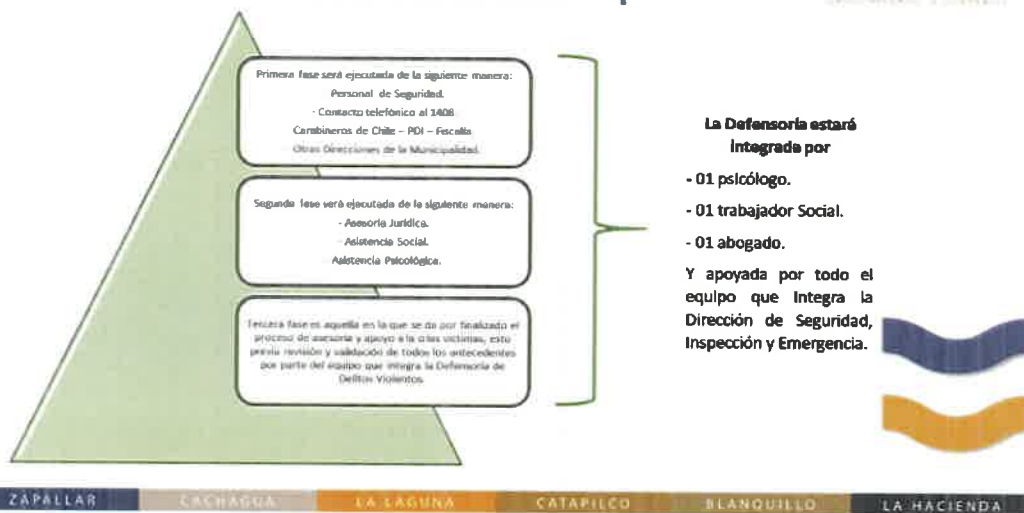 Primera fase será ejecutada de la siguiente manera:
Personal de Seguridad.
- Contacto telefónico al 1408
Carabineros de Chile – PDI – Fiscalía
Otras Direcciones de la Municipalidad.
Segunda fase será ejecutada de la siguiente manera:
- Asesoría Jurídica.
- Asistencia Social.
Asistencia Psicológica.
Tercera fase es aquella en la que se da por finalizado el
proceso de asesoría y apoyo a la o las víctimas, esto
previa revisión y validación de todos los antecedentes
por parte del equipo que integra la Defensoría de
Delitos Violentos
La Defensoría estará
integrada por
- 01 psicólogo.
- 01 trabajador Social.
- 01 abogado.
Y apoyada por todo el
equipo que integra la
Dirección de Seguridad,
Inspección y Emergencia.
ZAPALLAR
CACHAGUA
LA LAGUNA
CATAPILCO
BLANQUILLO
LA HACIENDA